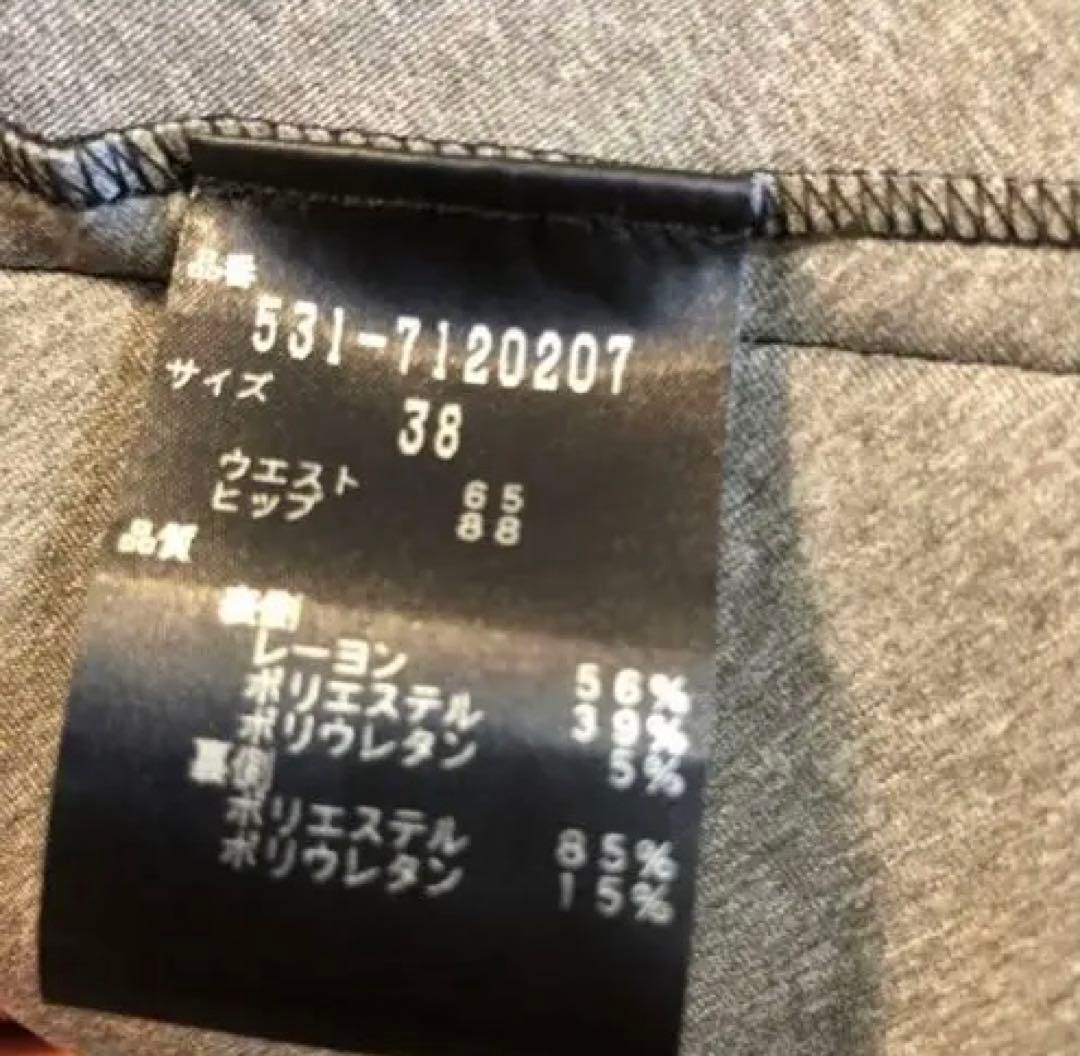 品番
531-7120207
サイズ
38
ウエスト 65
ヒップ 88
品質
表側
レーヨン 56%
ポリエステル 39%
ポリウレタン 5%
裏側
ポリエステル 85%
ポリウレタン 15%